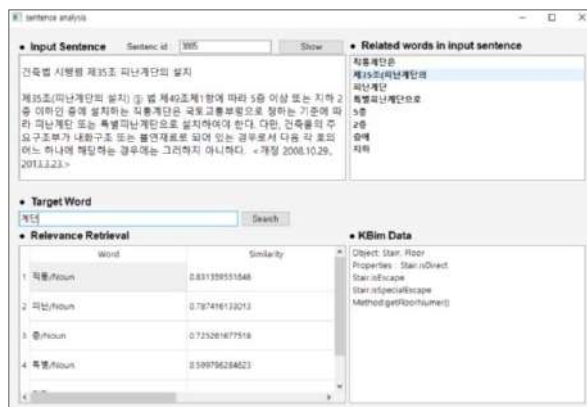 sentence analysis
• Input Sentence Sentenc id : Show
건축법 시행령 제35조 피난계단의 설치
제35조(피난계단의 설치) ① 법 제49조제1항에 따라 5층 이상 또는 지하 2
층 이하인 층에 설치하는 직통계단은 국토교통부령으로 정하는 기준에 따
라 피난계단 또는 특별피난계단으로 설치하여야 한다. 다만, 건축물의 주
요구조부가 내화구조 또는 불연재료로 되어 있는 경우로서 다음 각 호의
어느 하나에 해당하는 경우에는 그러하지 아니하다. <개정 2008.10.29.,
2013.3.23.>
• Related words in input sentence
직통계단은
제35조(피난계단의
피난계단
특별피난계단으로
5층
2층
층에
지하
• Target Word
계단
Search
• Relevance Retrieval
Word Similarity
1 직통/Noun 0.831359551646
2 피난/Noun 0.787416133013
3 층/Noun 0.725261677518
4 특별/Noun 0.599796284623
• KBim Data
Object: Stair, Floor
Properties : Stair.isDirect
Stair.isEscape
Stair.isSpecialEscape
Method:getFloorNumer()